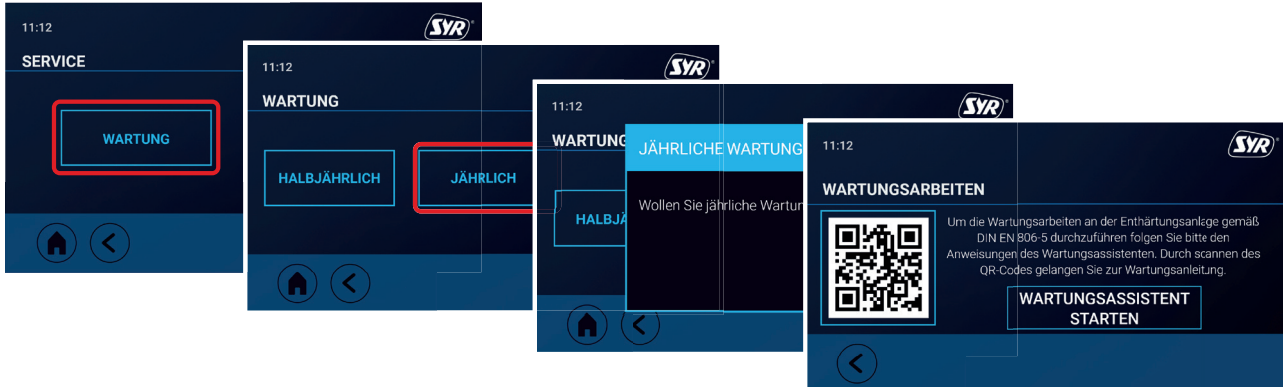 11:12
SYR®
SERVICE
WARTUNG
11:12
SYR®
WARTUNG
HALBJÄHRLICH
JÄHRLICH
11:12
SYR®
WARTUNG
JÄHRLICHE WARTUNG
Wollen Sie jährliche
11:12
SYR®
WARTUNGSARBEITEN
Um die Wartungsarbeiten an der Enthärtungsanlage gemäß
DIN EN 806-5 durchzuführen folgen Sie bitte den
Anweisungen des Wartungsassistenten. Durch scannen des
QR-Codes gelangen Sie zur Wartungsanleitung.
WARTUNGSASSISTENT
STARTEN